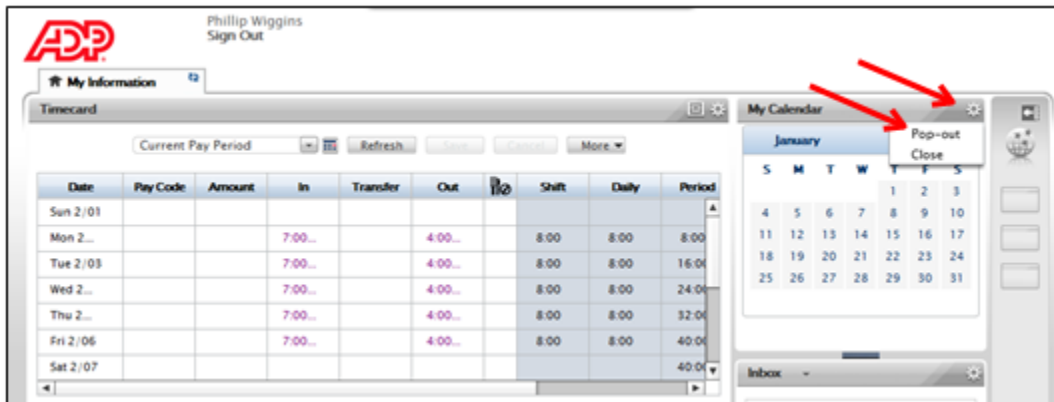 ADP
Phillip Wiggins
Sign Out
My Information
Timecard
Current Pay Period Refresh Save Cancel More
Date Pay Code Amount In Transfer Out Shift Daily Period
Sun 2/01
Mon 2... 7:00... 4:00... 8:00 8:00 8:00
Tue 2/03 7:00... 4:00... 8:00 8:00 16:00
Wed 2... 7:00... 4:00... 8:00 8:00 24:00
Thu 2... 7:00... 4:00... 8:00 8:00 32:00
Fri 2/06 7:00... 4:00... 8:00 8:00 40:00
Sat 2/07 40:00
My Calendar
Pop-out
Close
January
S M T W T F S
1 2 3
4 5 6 7 8 9 10
11 12 13 14 15 16 17
18 19 20 21 22 23 24
25 26 27 28 29 30 31
Inbox